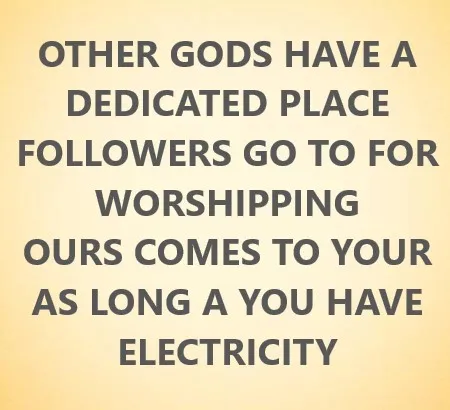 OTHER GODS HAVE A
DEDICATED PLACE
FOLLOWERS GO TO FOR
WORSHIPPING
OURS COMES TO YOUR
AS LONG A YOU HAVE
ELECTRICITY